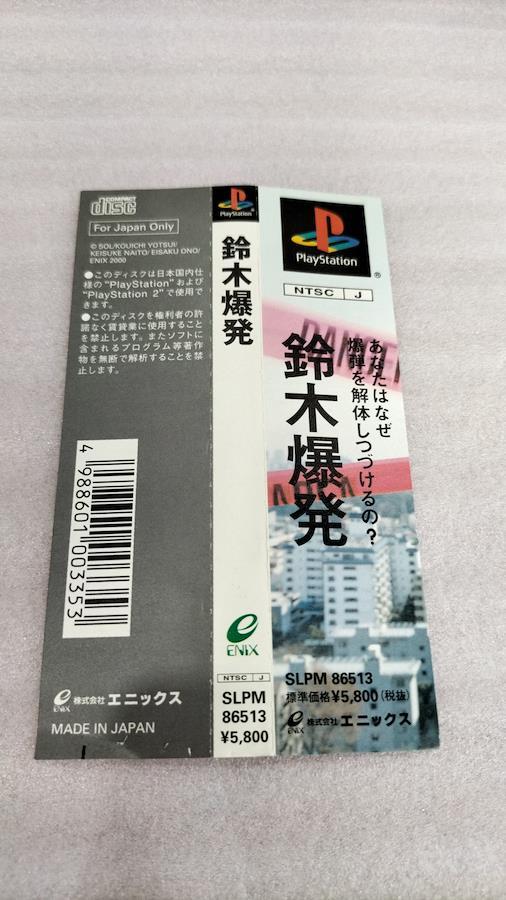 COMPACT
disc
For Japan Only
© SOL/KOUICHI YOTSUI/
KEISUKE NAITO/EISAKU ONO/
ENIX 2000
●このディスクは日本国内仕
様の"PlayStation"および
"PlayStation 2"で使用で
きます。
●このディスクを権利者の許
諾なく賃貸業に使用すること
を禁止します。またソフトに
含まれるプログラム等著作
物を無断で解析することを禁
止します。
4 988601 003353
ENIX
株式会社エニックス
MADE IN JAPAN
PlayStation
鈴木爆発
ENIX
NTSC J
SLPM
86513
¥5,800
PlayStation
®
NTSC J
DANGER
あなたはなぜ
爆弾を解体しつづけるの?
鈴木爆発
SLPM 86513
標準価格¥5,800(税抜)
ENIX
株式会社エニックス